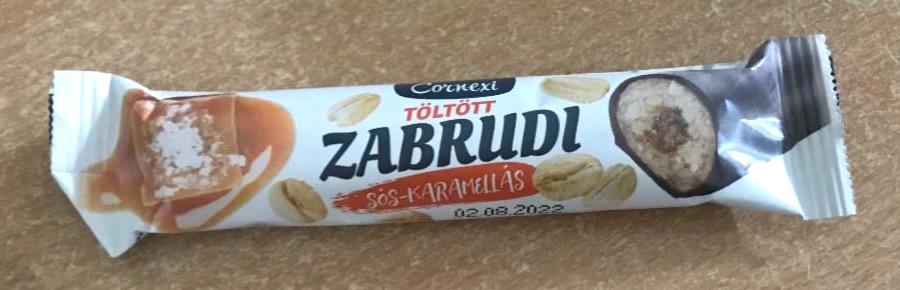 Cornexi
TÖLTÖTT
ZABRUDI
SÓS-KARAMELLÁS
02.08.2022